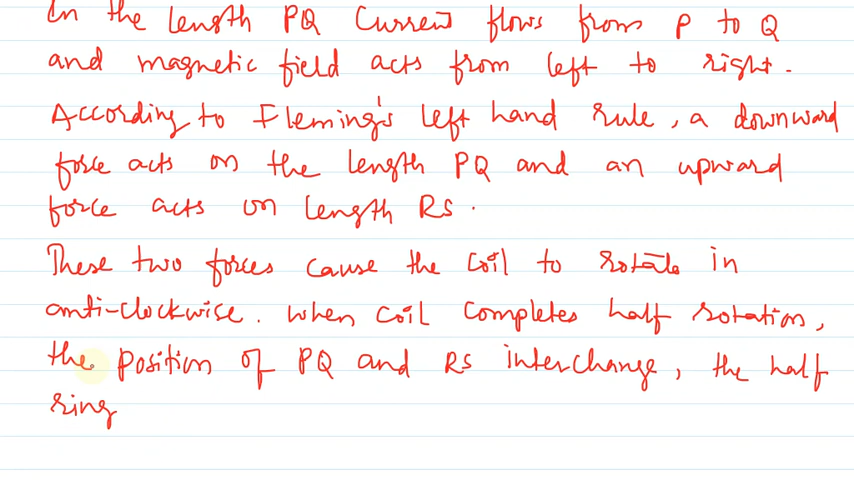 In the length PQ Current flows from P to Q
and magnetic field acts from left to right.
According to Fleming's left hand rule, a downward
force acts on the length PQ and an upward
force acts on length RS.
These two forces cause the coil to rotate in
anti-clockwise. When coil completes half rotation,
the position of PQ and RS interchange, the half
ring